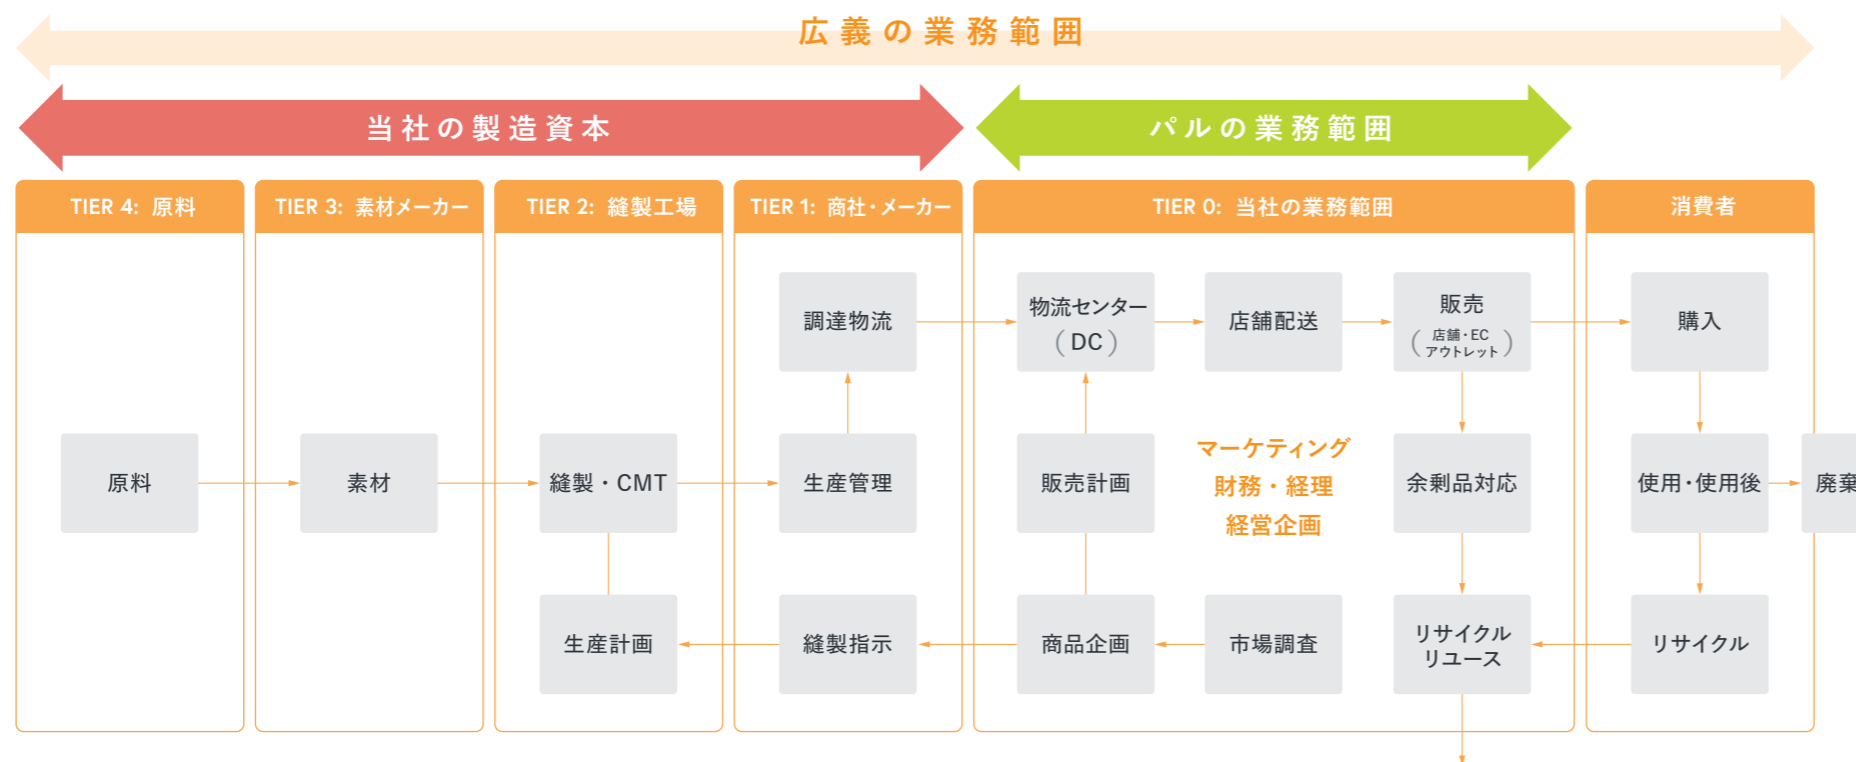 広義の業務範囲
当社の製造資本
パルの業務範囲
TIER 4: 原料
TIER 3: 素材メーカー
TIER 2: 縫製工場
TIER 1: 商社・メーカー
TIER 0: 当社の業務範囲
消費者
調達物流
物流センター
(DC)
店舗配送
販売
(店舗・EC
アウトレット)
購入
原料
素材
縫製・CMT
生産管理
販売計画
マーケティング
財務・経理
経営企画
余剰品対応
使用・使用後
廃棄
生産計画
縫製指示
商品企画
市場調査
リサイクル
リユース
リサイクル